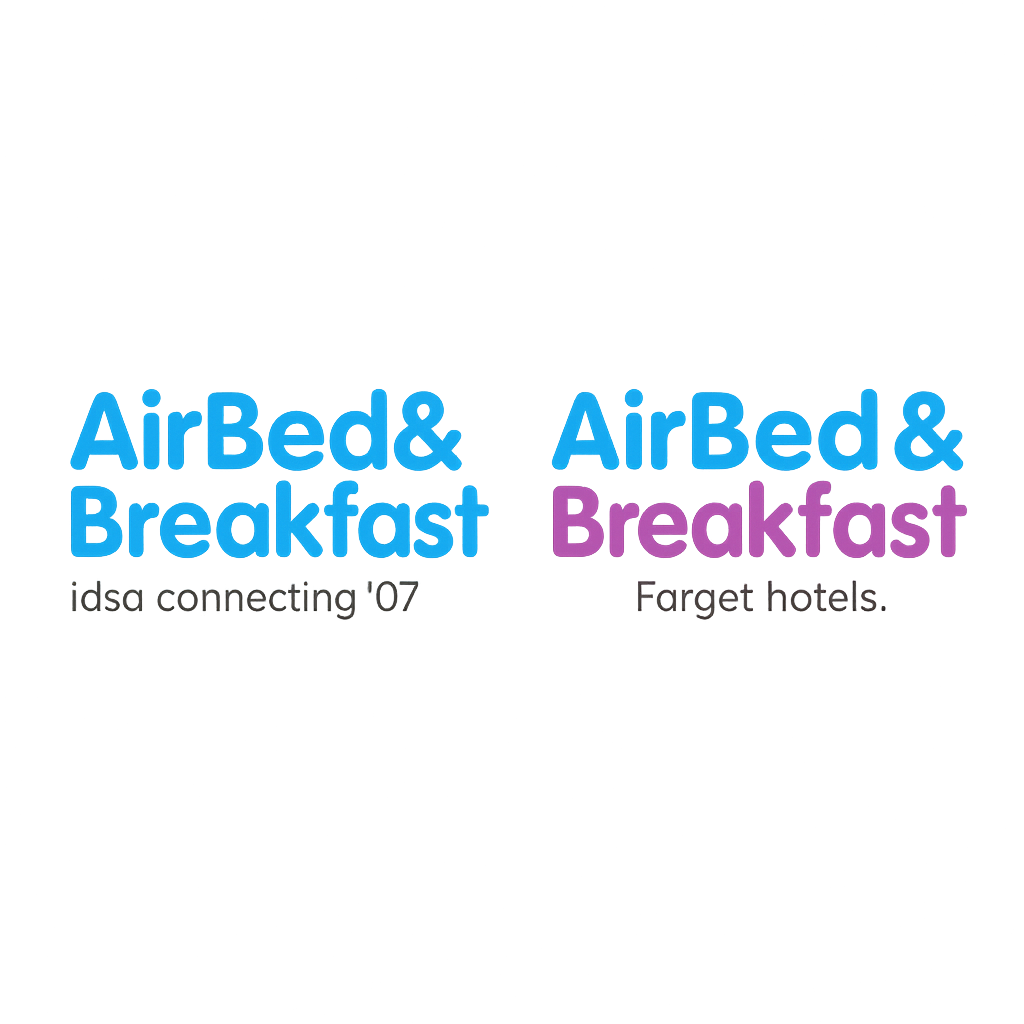 AirBed&
Breakfast
idsa connecting '07
AirBed &
Breakfast
Farget hotels.